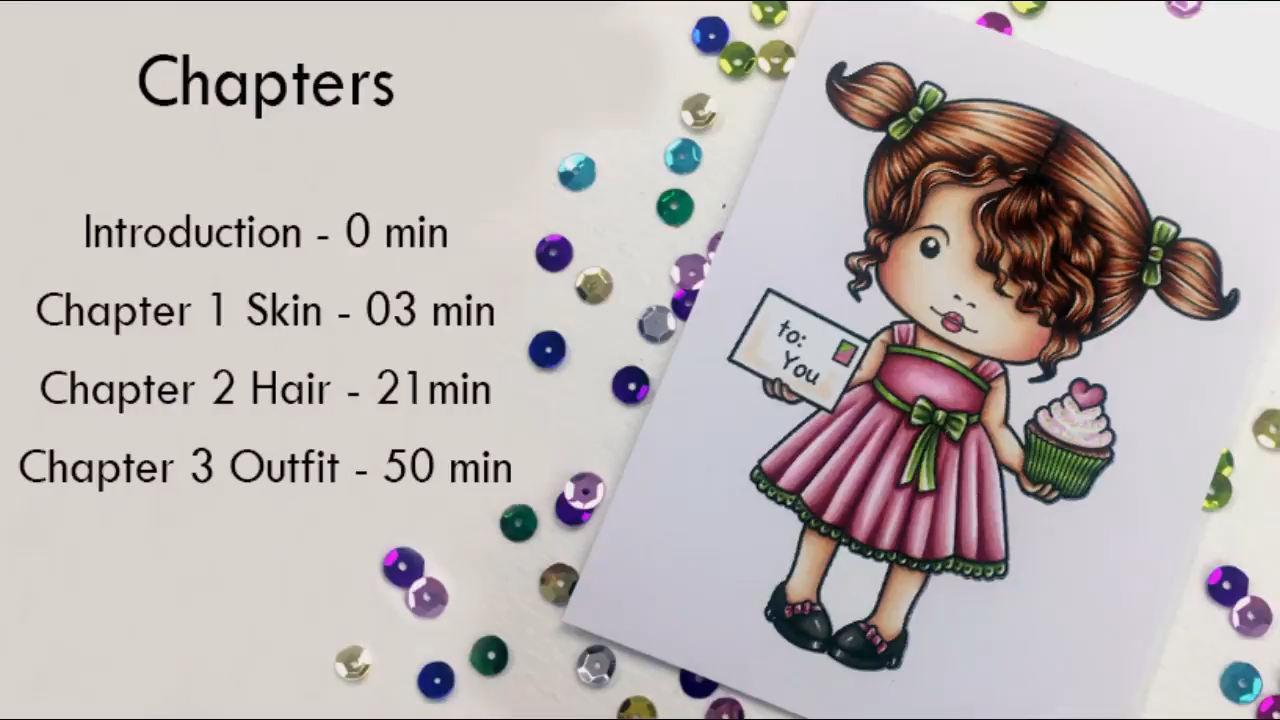 Chapters
Introduction - 0 min
Chapter 1 Skin - 03 min
Chapter 2 Hair - 21min
Chapter 3 Outfit - 50 min
to:
You